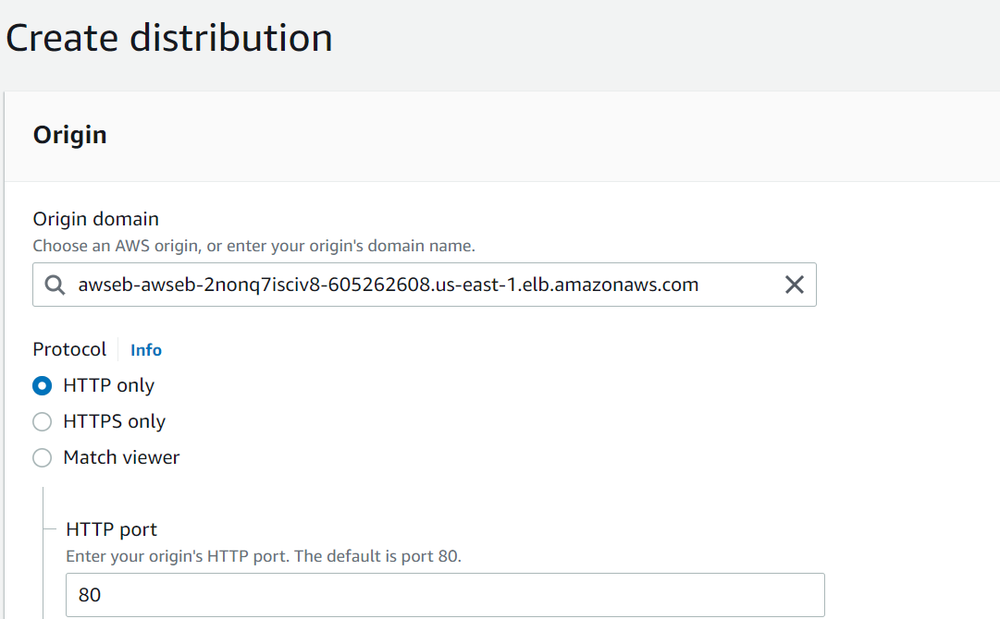 Create distribution
Origin
Origin domain
Choose an AWS origin, or enter your origin's domain name.
awseb-awseb-2nonq7isciv8-605262608.us-east-1.elb.amazonaws.com
Protocol Info
HTTP only
HTTPS only
Match viewer
HTTP port
Enter your origin's HTTP port. The default is port 80.
80